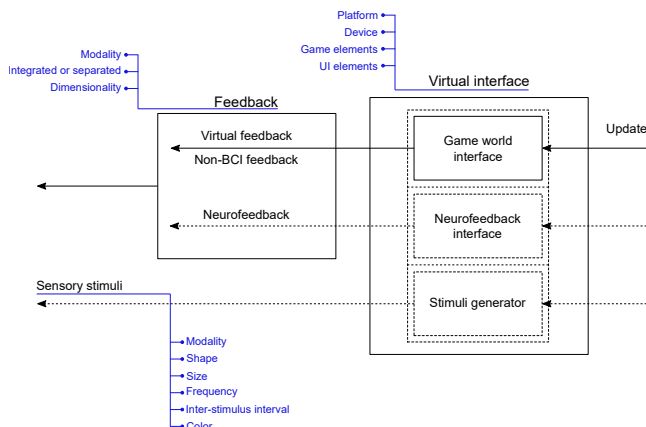 Platform
Device
Game elements
UI elements
Virtual interface
Modality
Integrated or separated
Dimensionality
Feedback
Virtual feedback
Non-BCI feedback
Neurofeedback
Game world
interface
Update
Neurofeedback
interface
Stimuli generator
Sensory stimuli
Modality
Shape
Size
Frequency
Inter-stimulus interval
Color